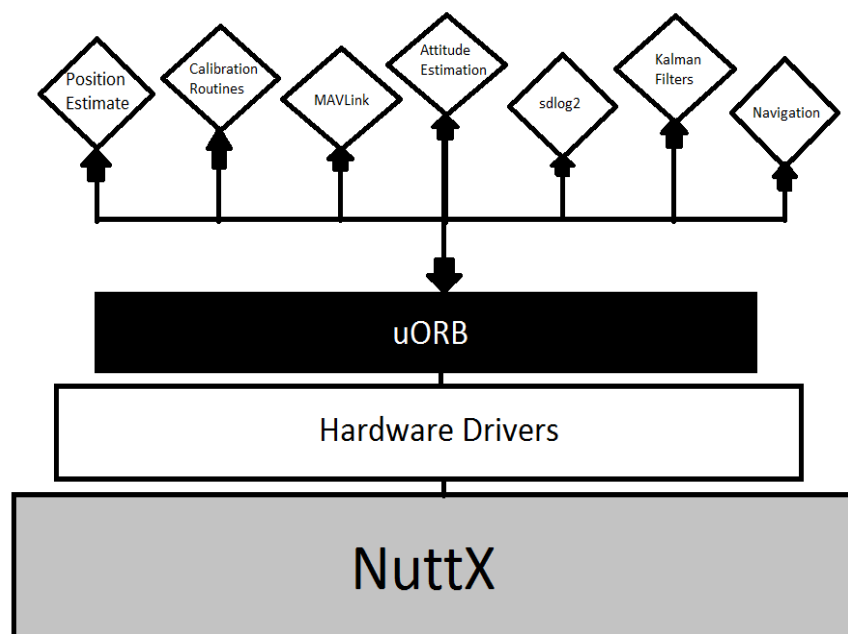 Position
Estimate
Calibration
Routines
MAVLink
Attitude
Estimation
sdlog2
Kalman
Filters
Navigation
uORB
Hardware Drivers
NuttX